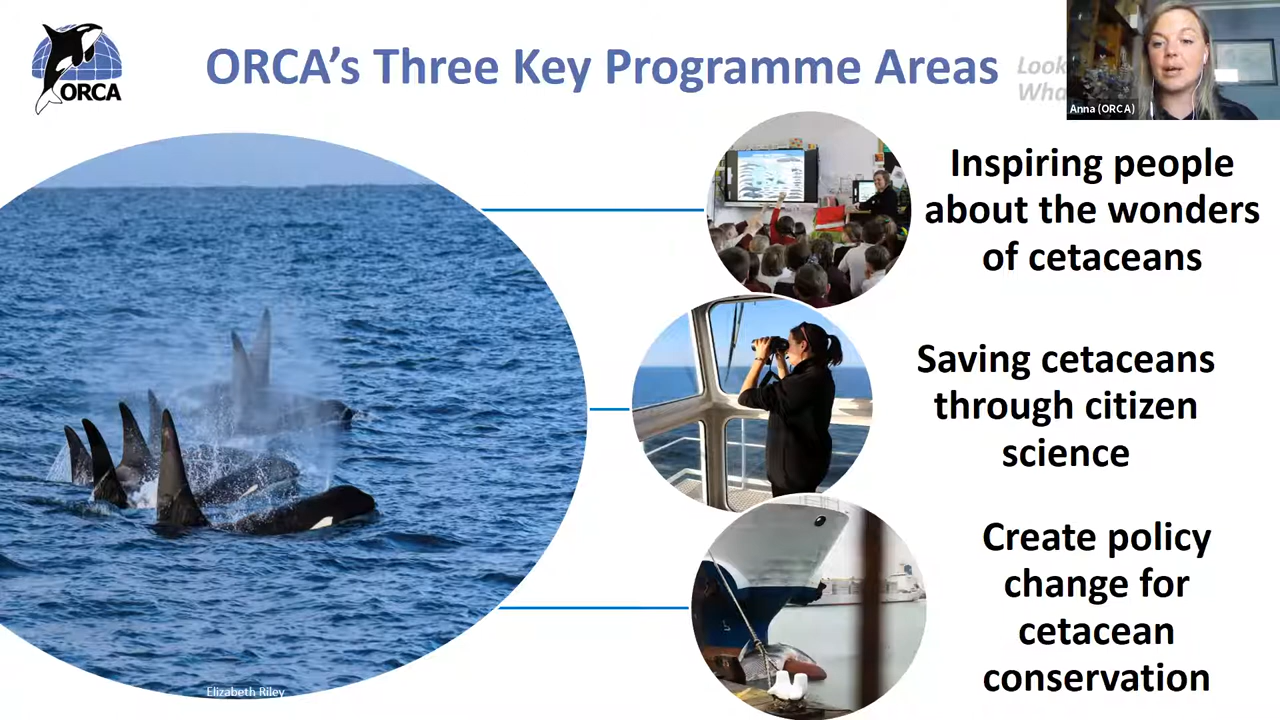 ORCA
ORCA's Three Key Programme Areas
Look
Anna (ORCA)
Inspiring people
about the wonders
of cetaceans
Saving cetaceans
through citizen
science
Create policy
change for
cetacean
conservation
Elizabeth Riley